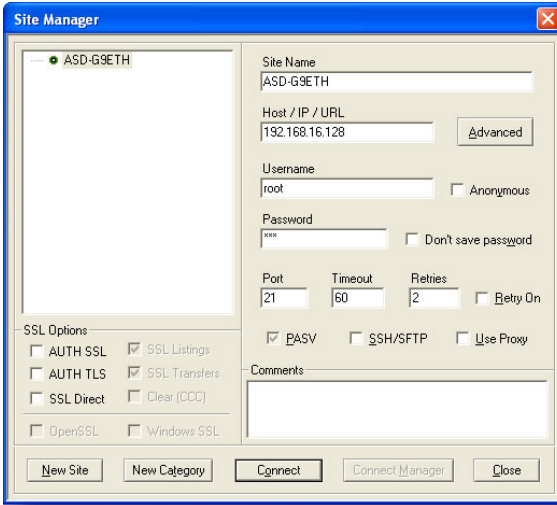 Site Manager
ASD-G9ETH
Site Name
ASD-G9ETH
Host / IP / URL
192.168.16.128
Advanced
Username
root
Anonymous
Password
×××
Don't save password
Port Timeout Retries
21 60 2 Retry On
PASV SSH/SFTP Use Proxy
SSL Options
AUTH SSL SSL Listings
AUTH TLS SSL Transfers
SSL Direct Clear (CCC)
OpenSSL Windows SSL
Comments
New Site New Category Connect Connect Manager Close